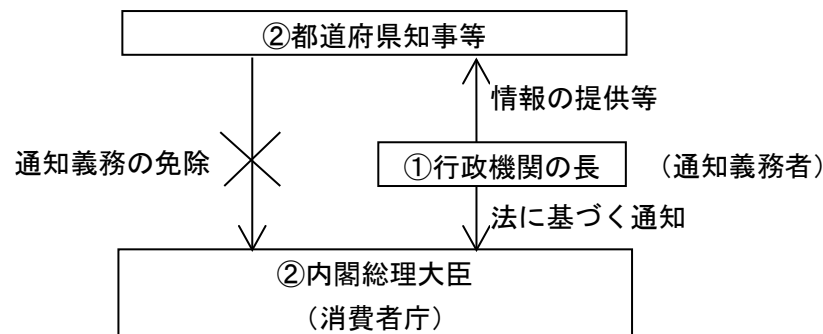 ②都道府県知事等
情報の提供等
通知義務の免除
①行政機関の長
（通知義務者）
法に基づく通知
②内閣総理大臣
（消費者庁）